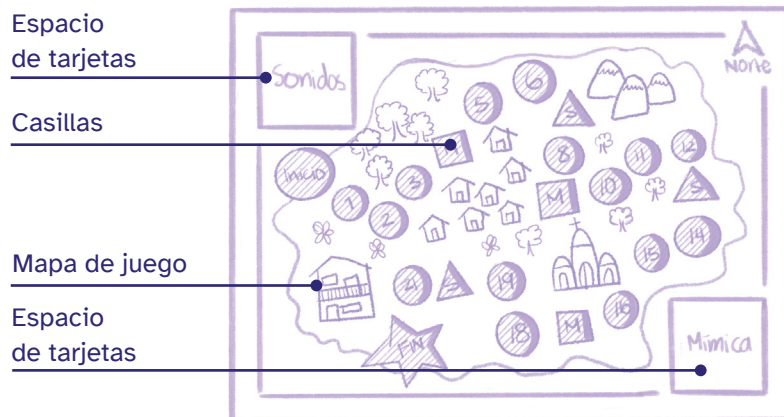 Espacio
de tarjetas
Casillas
Mapa de juego
Espacio
de tarjetas
Sonidos
None
6
5
S
M
8
11
12
Inicio
3
10
S
1
M
2
14
15
4
S
19
16
18
M
FIN
Mímica